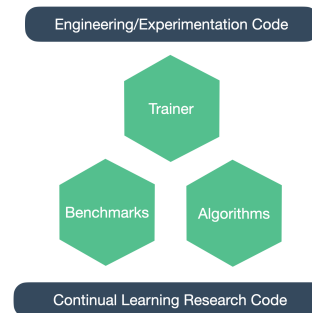 Engineering/Experimentation Code
Trainer
Benchmarks
Algorithms
Continual Learning Research Code